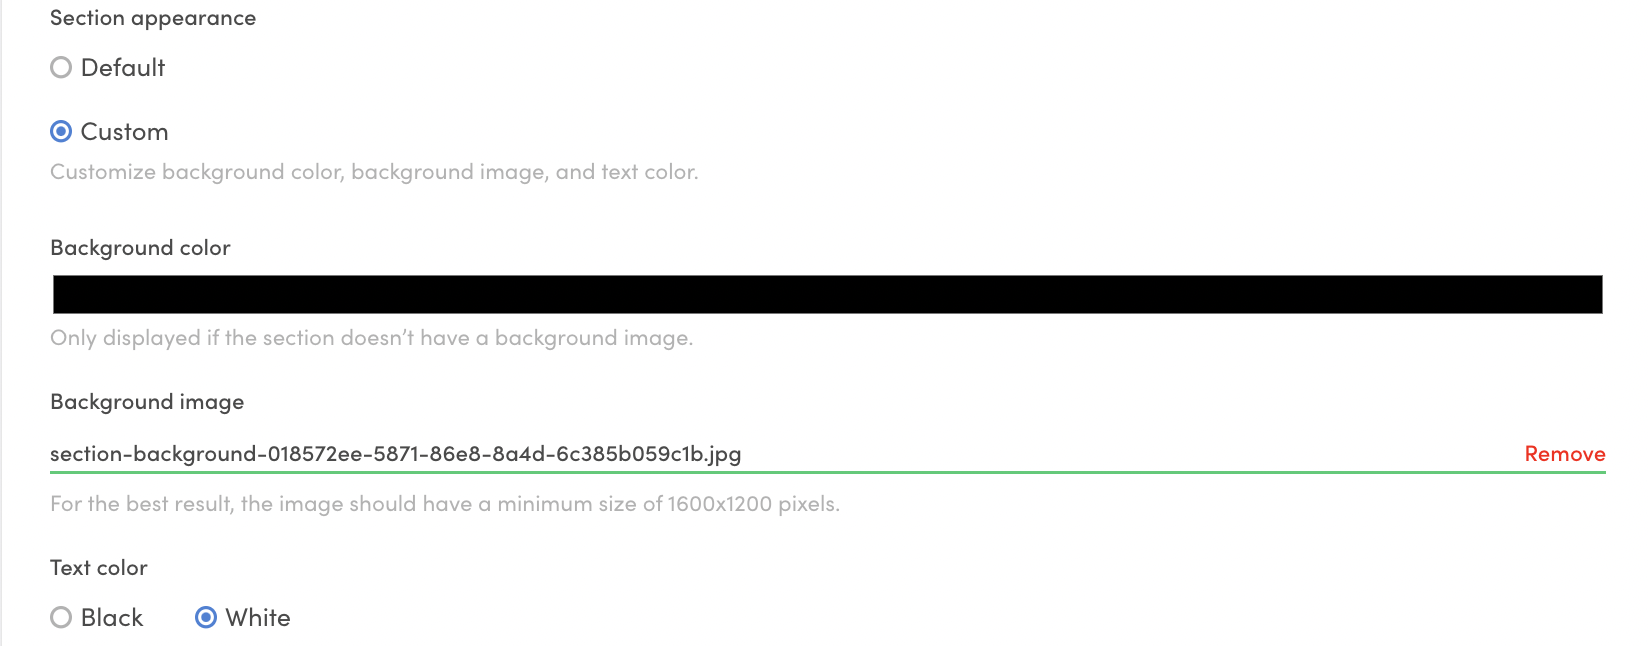 Section appearance
Default
Custom
Customize background color, background image, and text color.
Background color
Only displayed if the section doesn’t have a background image.
Background image
section-background-018572ee-5871-86e8-8a4d-6c385b059c1b.jpg Remove
For the best result, the image should have a minimum size of 1600x1200 pixels.
Text color
Black White